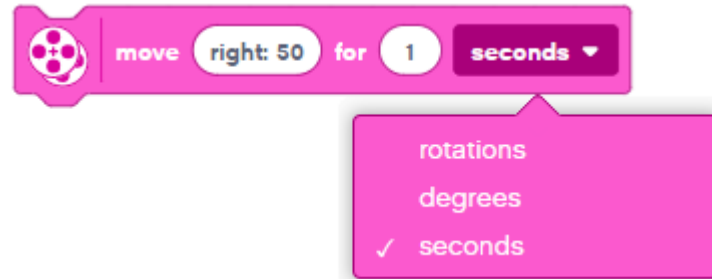 move right: 50 for 1 seconds
rotations
degrees
seconds